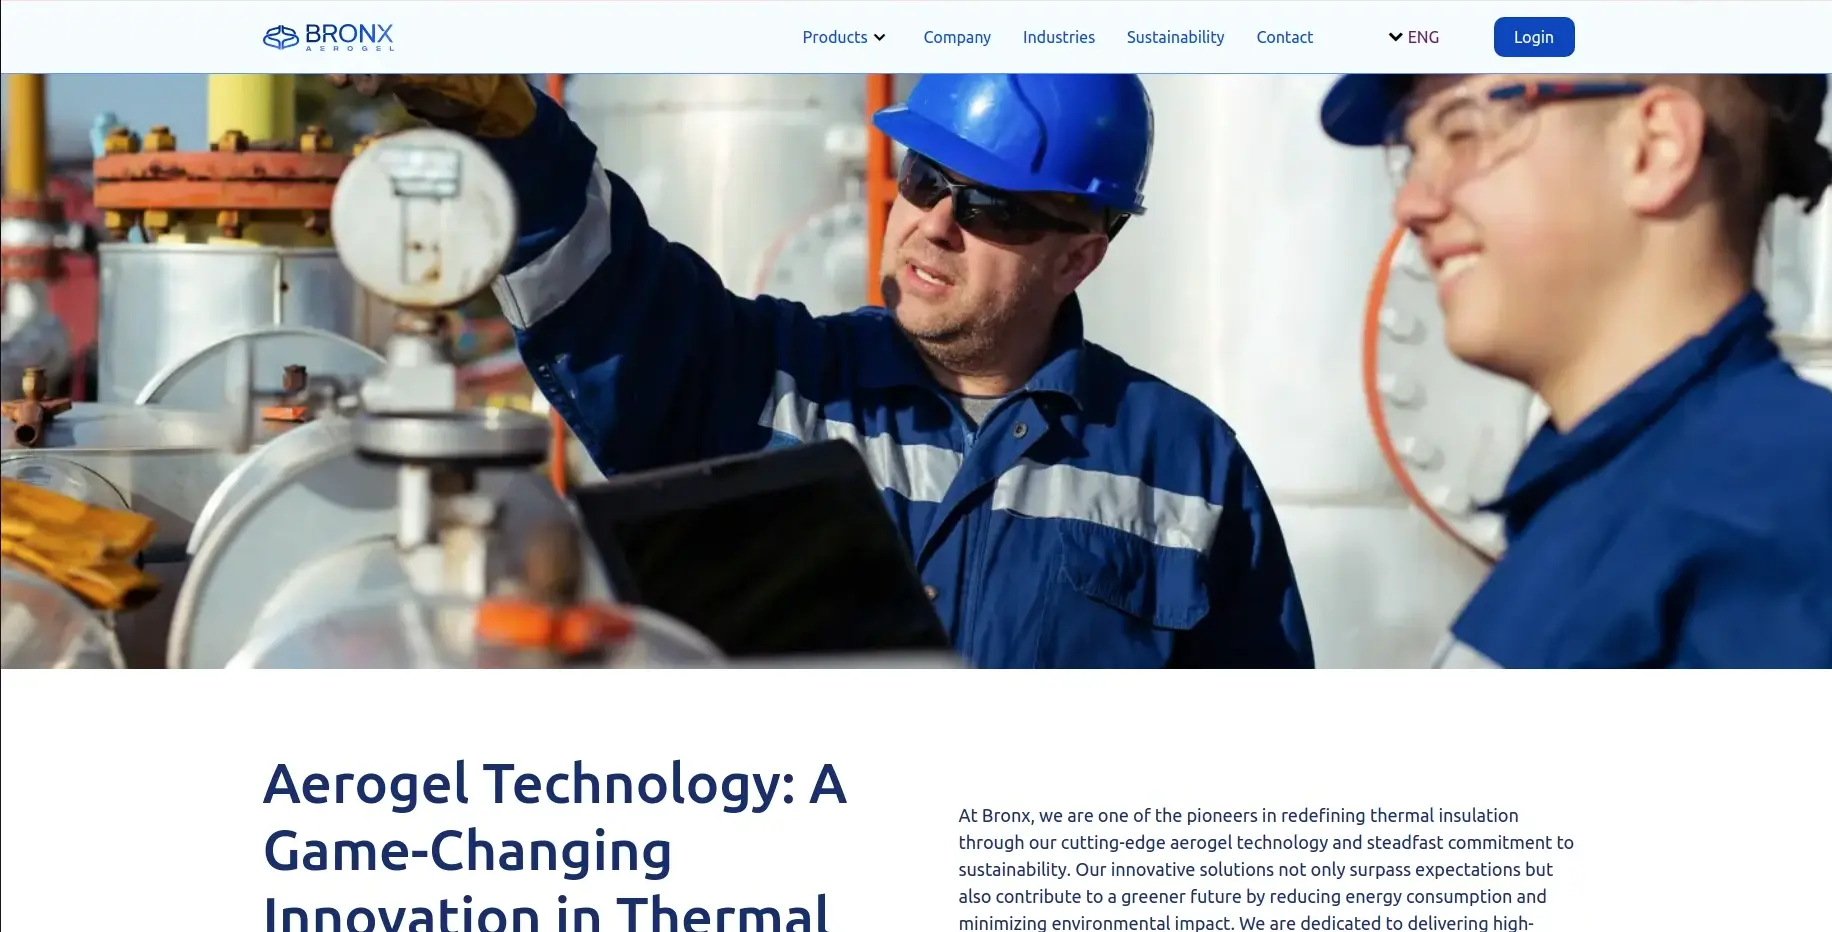 BRONX
AEROGEL
Products
Company
Industries
Sustainability
Contact
ENG
Login
Aerogel Technology: A
Game-Changing
Innovation in Thermal
At Bronx, we are one of the pioneers in redefining thermal insulation
through our cutting-edge aerogel technology and steadfast commitment to
sustainability. Our innovative solutions not only surpass expectations but
also contribute to a greener future by reducing energy consumption and
minimizing environmental impact. We are dedicated to delivering high-